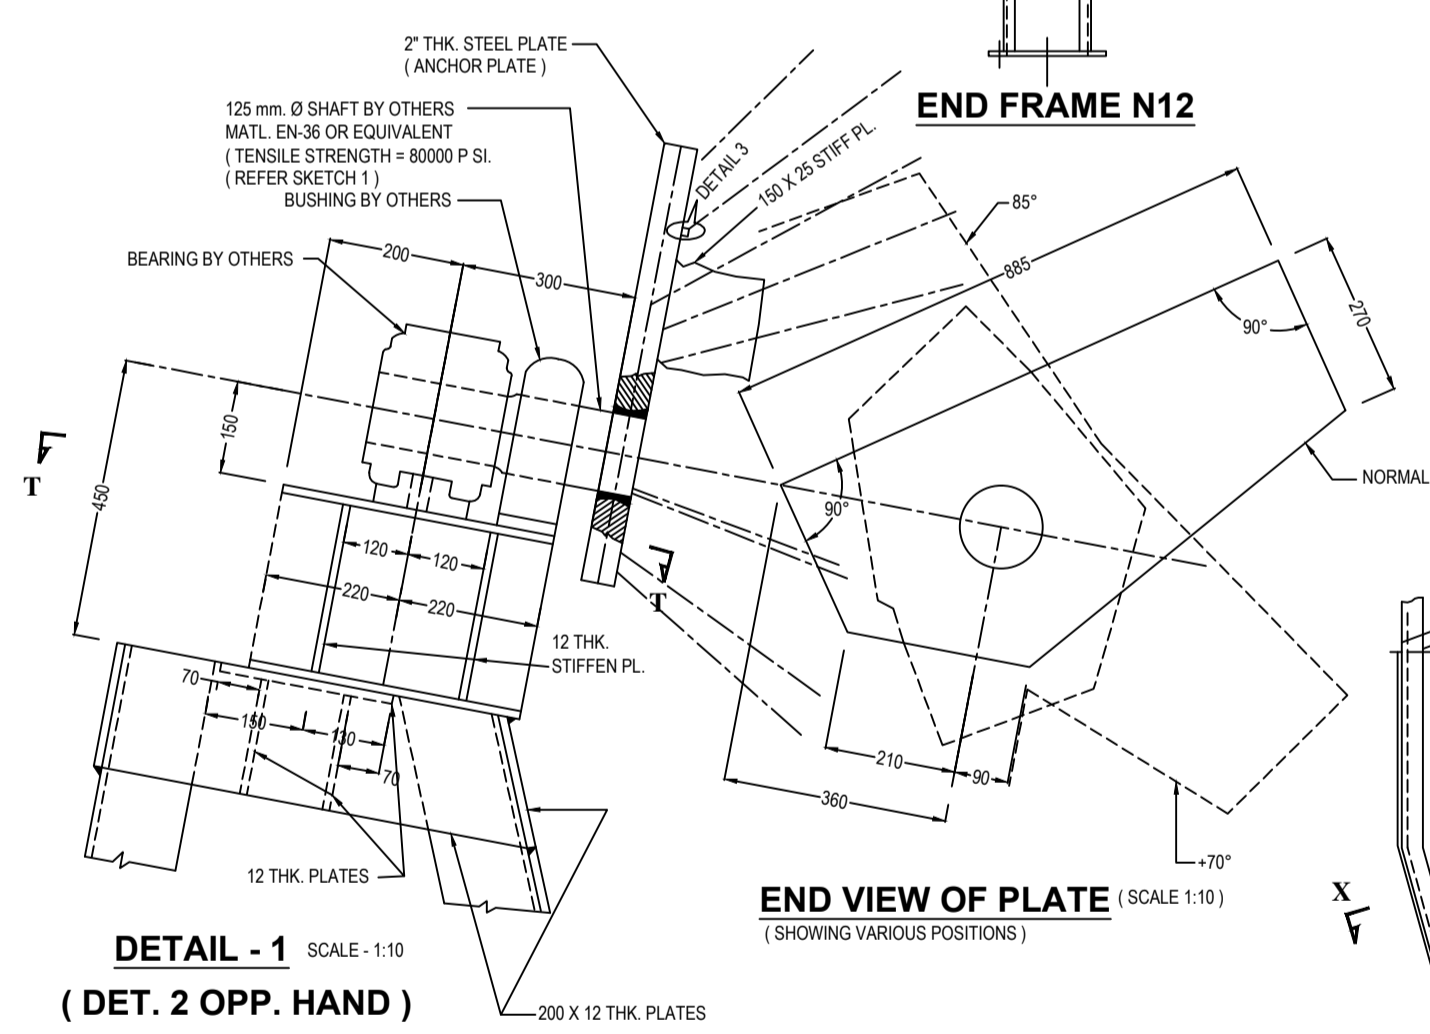 2" THK. STEEL PLATE
( ANCHOR PLATE )
END FRAME N12
125 mm. Ø SHAFT BY OTHERS
MATL. EN-36 OR EQUIVALENT
( TENSILE STRENGTH = 80000 P SI.
( REFER SKETCH 1 )
BUSHING BY OTHERS
BEARING BY OTHERS
DETAIL 3
150 X 25 STIFF PL.
85°
885
200
300
270
90°
150
450
T
NORMAL
90°
120
120
220
220
T
12 THK.
STIFFEN PL.
70
150
130
70
210
90
360
+70°
12 THK. PLATES
END VIEW OF PLATE ( SCALE 1:10 )
( SHOWING VARIOUS POSITIONS )
X
DETAIL - 1 SCALE - 1:10
( DET. 2 OPP. HAND )
200 X 12 THK. PLATES